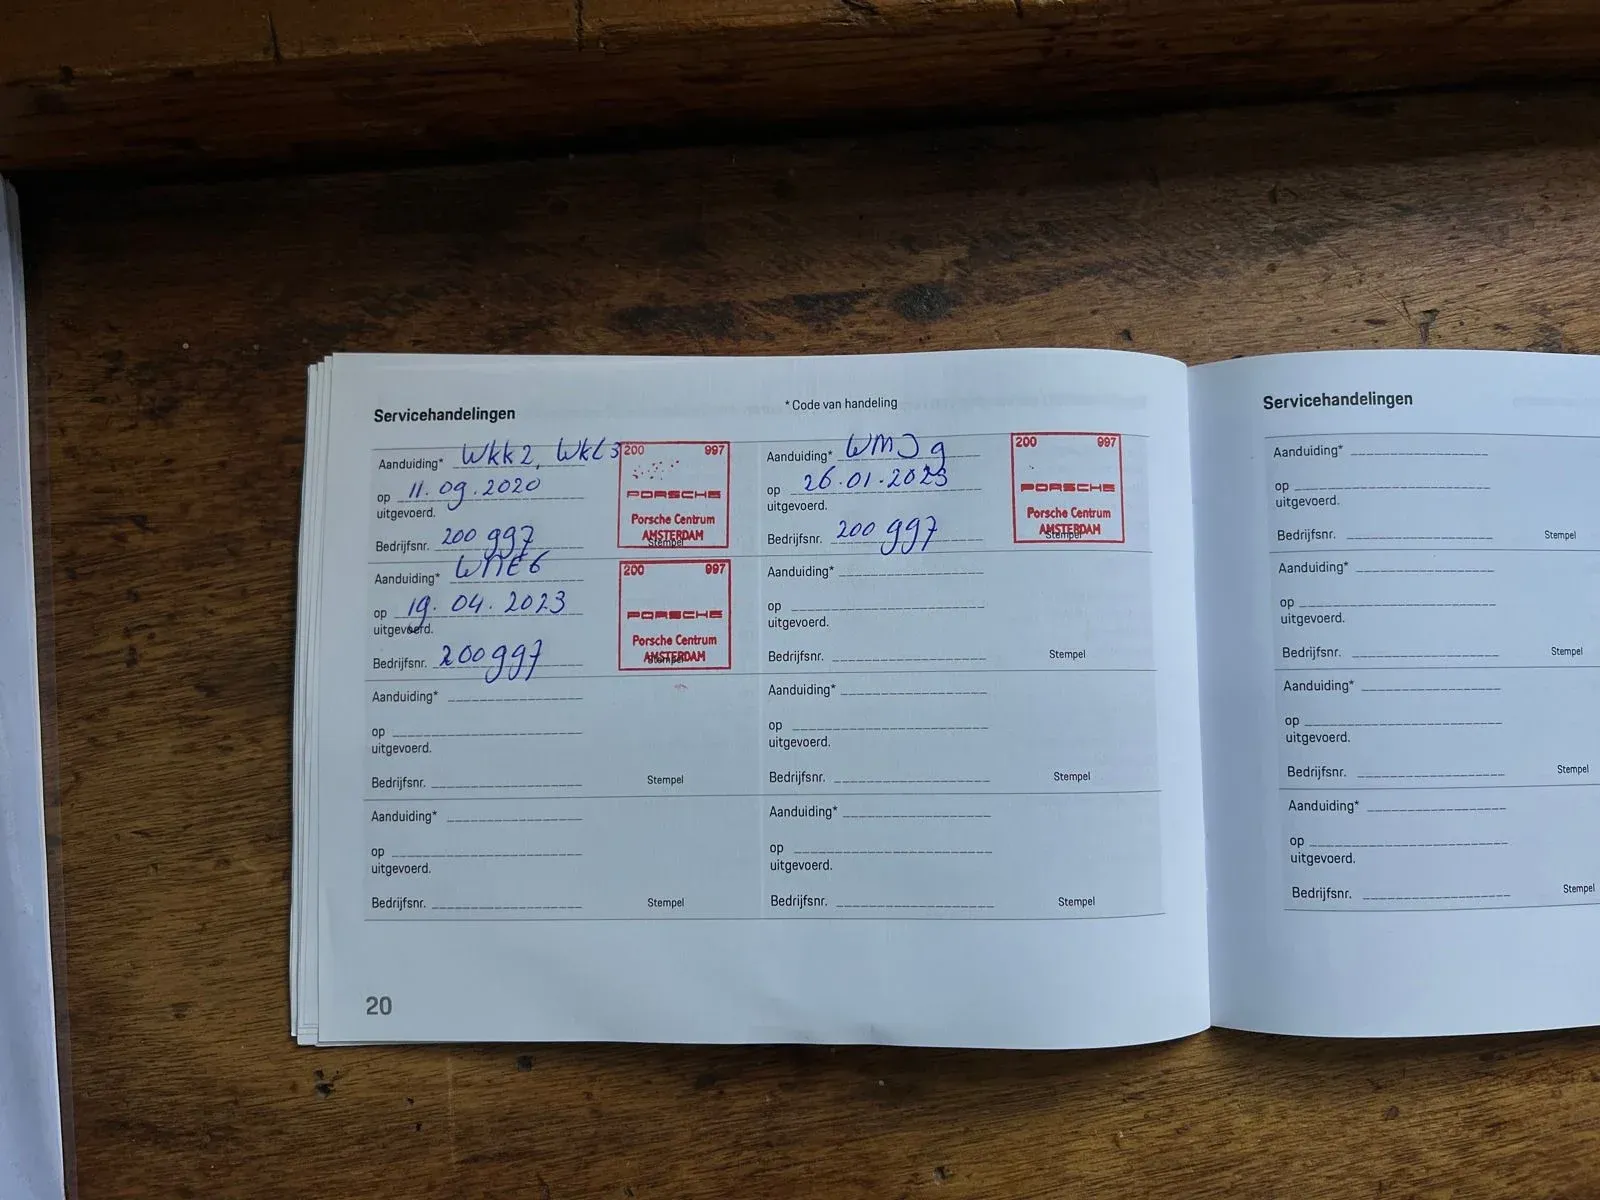 Servicehandelingen
* Code van handeling
Aanduiding* Wkk2, WKL3
op 11.09.2020
uitgevoerd.
Bedrijfsnr. 200 997
Stempel
200 997
PORSCHE
Porsche Centrum
AMSTERDAM
Aanduiding* WMJ9
op 26.01.2023
uitgevoerd.
Bedrijfsnr. 200 997
Stempel
200 997
PORSCHE
Porsche Centrum
AMSTERDAM
Aanduiding*
op 19.04.2023
uitgevoerd.
Bedrijfsnr. 200997
Stempel
200 997
PORSCHE
Porsche Centrum
AMSTERDAM
Aanduiding*
op
uitgevoerd.
Bedrijfsnr. Stempel
Aanduiding*
op
uitgevoerd.
Bedrijfsnr. Stempel
Aanduiding*
op
uitgevoerd.
Bedrijfsnr. Stempel
Aanduiding*
op
uitgevoerd.
Bedrijfsnr. Stempel
Aanduiding*
op
uitgevoerd.
Bedrijfsnr. Stempel
20
Servicehandelingen
Aanduiding*
op
uitgevoerd.
Bedrijfsnr. Stempel
Aanduiding*
op
uitgevoerd.
Bedrijfsnr. Stempel
Aanduiding*
op
uitgevoerd.
Bedrijfsnr. Stempel
Aanduiding*
op
uitgevoerd.
Bedrijfsnr. Stempel